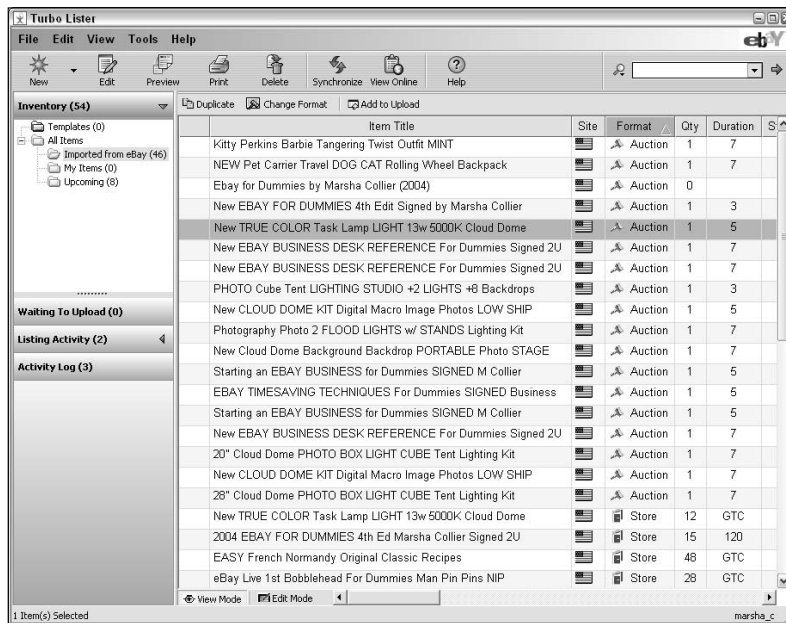 Turbo Lister
File Edit View Tools Help
ebY
New Edit Preview Print Delete Synchronize View Online Help
Inventory (54)
Duplicate Change Format Add to Upload
Templates (0)
All Items
Imported from eBay (46)
My Items (0)
Upcoming (8)
Waiting To Upload (0)
Listing Activity (2)
Activity Log (3)
Item Title Site Format Qty Duration S
Kitty Perkins Barbie Tangering Twist Outfit MINT Auction 1 7
NEW Pet Carrier Travel DOG CAT Rolling Wheel Backpack Auction 1 7
Ebay for Dummies by Marsha Collier (2004) Auction 0
New EBAY FOR DUMMIES 4th Edit Signed by Marsha Collier Auction 1 3
New TRUE COLOR Task Lamp LIGHT 13w 5000K Cloud Dome Auction 1 5
New EBAY BUSINESS DESK REFERENCE For Dummies Signed 2U Auction 1 7
New EBAY BUSINESS DESK REFERENCE For Dummies Signed 2U Auction 1 7
PHOTO Cube Tent LIGHTING STUDIO +2 LIGHTS +8 Backdrops Auction 1 3
New CLOUD DOME KIT Digital Macro Image Photos LOW SHIP Auction 1 5
Photography Photo 2 FLOOD LIGHTS w/ STANDS Lighting Kit Auction 1 7
New Cloud Dome Background Backdrop PORTABLE Photo STAGE Auction 1 7
Starting an EBAY BUSINESS for Dummies SIGNED M Collier Auction 1 5
EBAY TIMESAVING TECHNIQUES For Dummies SIGNED Business Auction 1 5
Starting an EBAY BUSINESS for Dummies SIGNED M Collier Auction 1 5
New EBAY BUSINESS DESK REFERENCE For Dummies Signed 2U Auction 1 7
20" Cloud Dome PHOTO BOX LIGHT CUBE Tent Lighting Kit Auction 1 7
New CLOUD DOME KIT Digital Macro Image Photos LOW SHIP Auction 1 7
28" Cloud Dome PHOTO BOX LIGHT CUBE Tent Lighting Kit Auction 1 7
New TRUE COLOR Task Lamp LIGHT 13w 5000K Cloud Dome Store 12 GTC
2004 EBAY FOR DUMMIES 4th Ed Marsha Collier Signed 2U Store 15 120
EASY French Normandy Original Classic Recipes Store 48 GTC
eBay Live 1st Bobblehead For Dummies Man Pin Pins NIP Store 28 GTC
View Mode Edit Mode
1 Item(s) Selected marsha_c